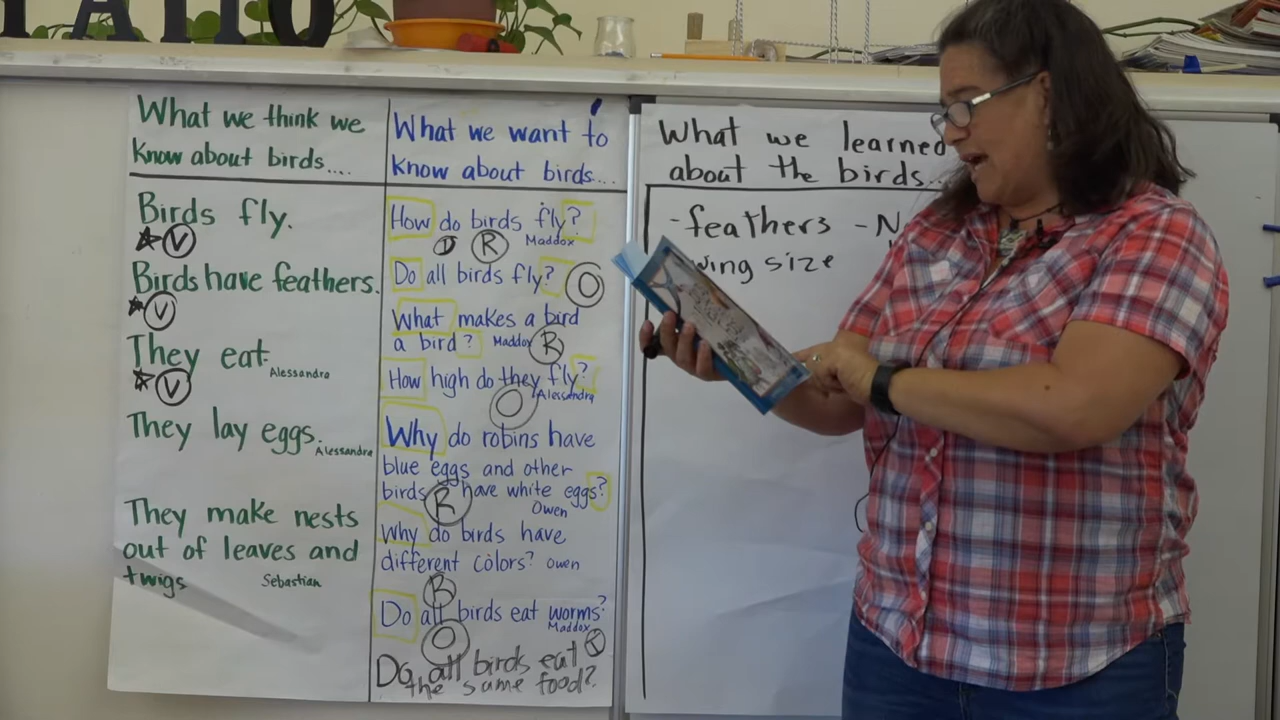 PATIO
What we think we
know about birds....
Birds fly.
V
Birds have feathers.
V
They eat.
Alessandra
V
They lay eggs.
Alessandra
They make nests
out of leaves and
twigs
Sebastian
What we want to
know about birds....
How do birds fly?
R Maddox
Do all birds fly? O
What makes a bird
a bird? Maddox R
How high do they fly?
Alessandra
O
Why do robins have
blue eggs and other
birds have white eggs?
R Owen
Why do birds have
different colors? Owen
R
Do all birds eat worms?
Maddox
O R
Do all birds eat
the same food?
What we learned
about the birds...
-feathers -N
wing size